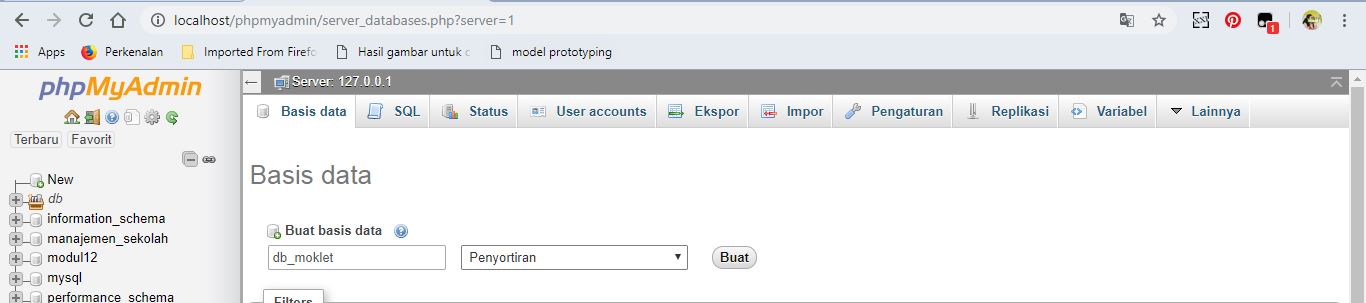 localhost/phpmyadmin/server_databases.php?server=1
1
Apps Perkenalan Imported From Firefo Hasil gambar untuk c model prototyping
phpMyAdmin
Terbaru Favorit
New
db
information_schema
manajemen_sekolah
modul12
mysql
performance_schema
Server: 127.0.0.1
Basis data SQL Status User accounts Ekspor Impor Pengaturan Replikasi Variabel Lainnya
Basis data
Buat basis data
db_moklet Penyortiran Buat
Filters